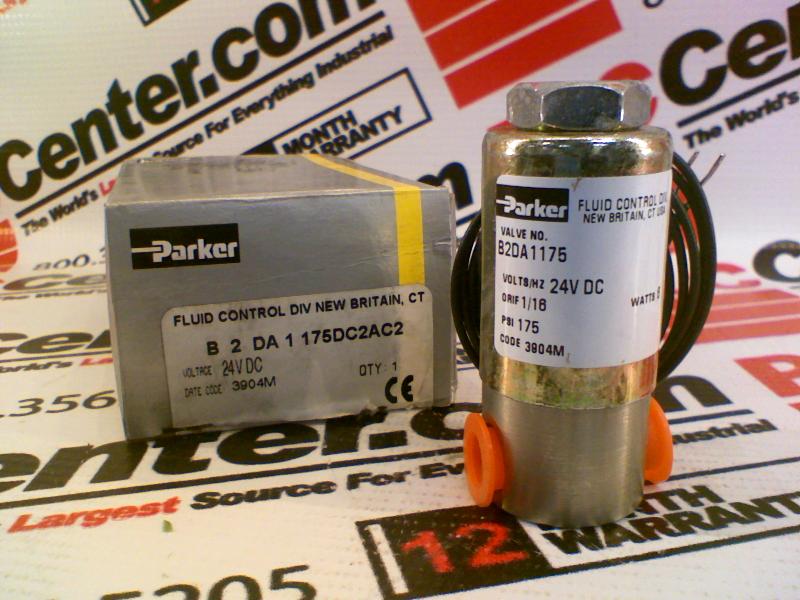 Center.com
The World's Largest Source For Everything Industrial
MONTH
WARRANTY
Center
The World's
Parker
FLUID CONTROL DIV NEW BRITAIN, CT
B 2 DA 1 175DC2AC2
VOLTAGE 24V DC
QTY: 1
DATE CODE: 3904M
CE
Parker
FLUID CONTROL DIV.
NEW BRITAIN, CT USA
VALVE NO.
B2DA1175
VOLTS/HZ 24V DC
ORIF 1/16
WATTS
PSI 175
CODE 3904M
800.356
enter.com
Largest Source For Everything Industrial
12 MONTH
WARRANTY
5205